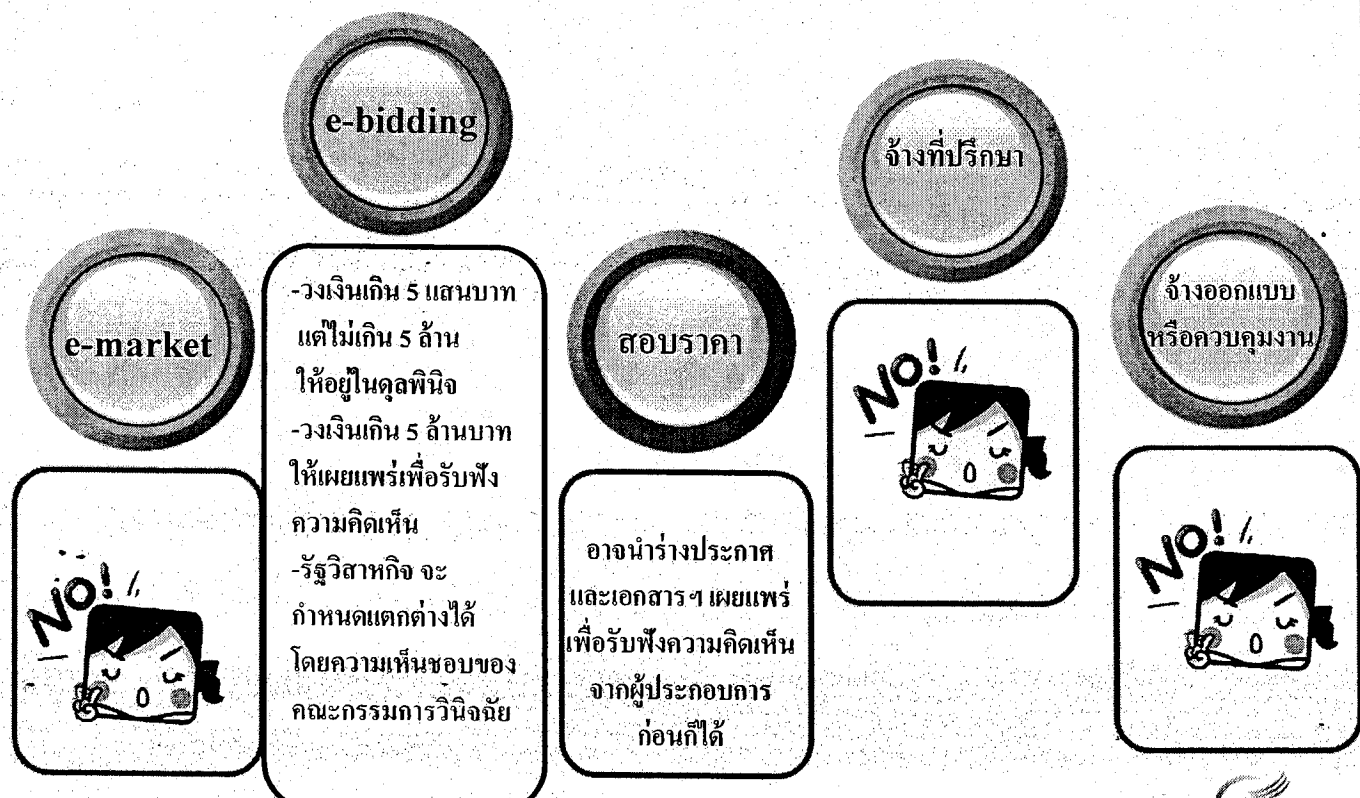 e-market
NO!
e-bidding
-วงเงินเกิน 5 แสนบาท
แต่ไม่เกิน 5 ล้าน
ให้อยู่ในดุลพินิจ
-วงเงินเกิน 5 ล้านบาท
ให้เผยแพร่เพื่อรับฟัง
ความคิดเห็น
-รัฐวิสาหกิจ จะ
กำหนดแตกต่างได้
โดยความเห็นชอบของ
คณะกรรมการวินิจฉัย
สอบราคา
อาจนำร่างประกาศ
และเอกสาร ฯ เผยแพร่
เพื่อรับฟังความคิดเห็น
จากผู้ประกอบการ
ก่อนก็ได้
จ้างที่ปรึกษา
NO!
จ้างออกแบบ
หรือควบคุมงาน
NO!